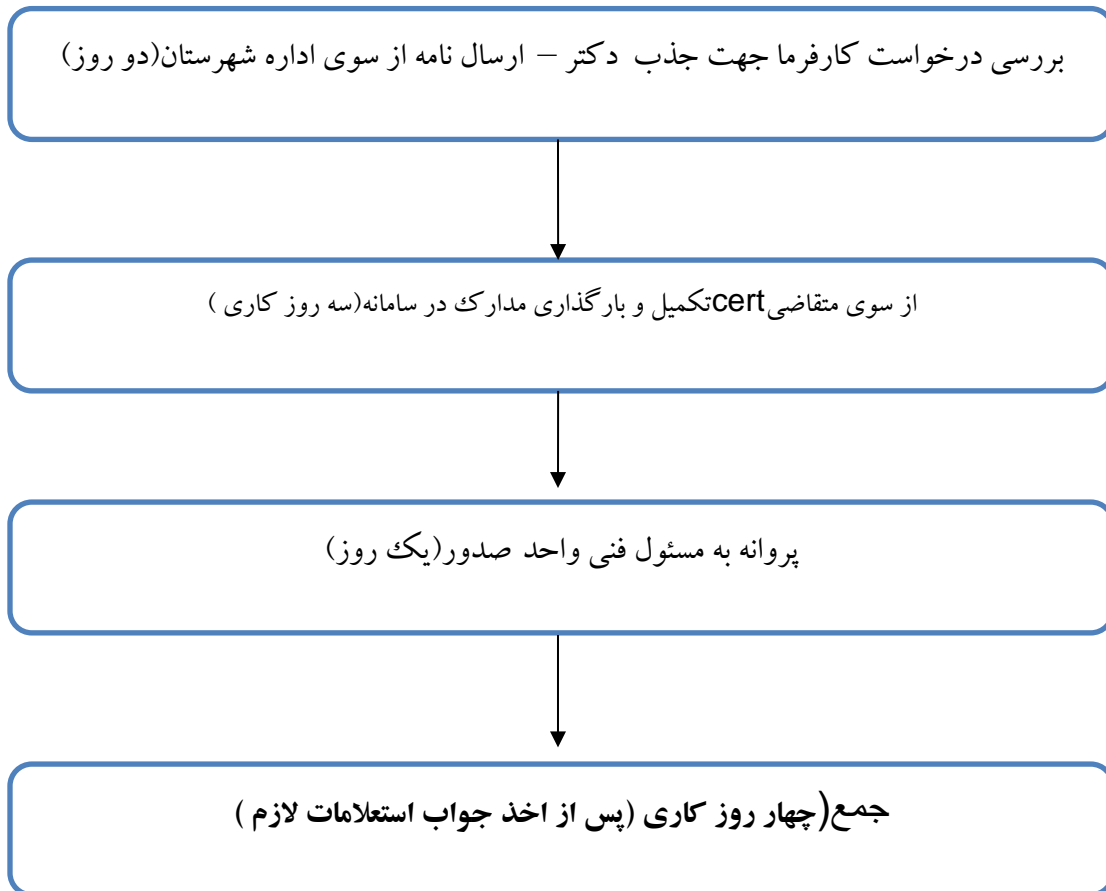 بررسی درخواست کارفرما جهت جذب دکتر – ارسال نامه از سوی اداره شهرستان(دو روز)
از سوی متقاضیcertتکمیل و بارگذاری مدارک در سامانه(سه روز کاری )
پروانه به مسئول فنی واحد صدور(یک روز)
جمع(چهار روز کاری (پس از اخذ جواب استعلامات لازم )